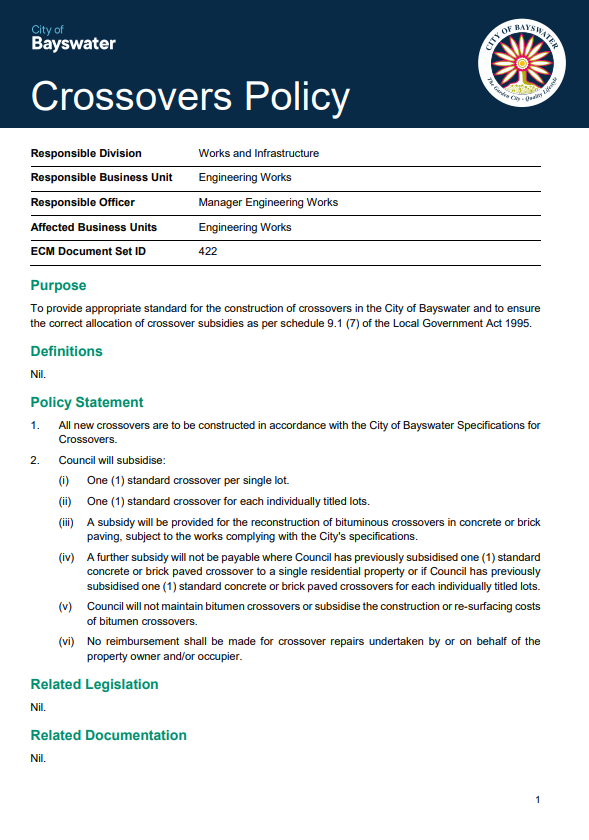 City of
Bayswater
CITY OF BAYSWATER
The Garden City - Quality Lifestyle
Crossovers Policy
Responsible Division Works and Infrastructure
Responsible Business Unit Engineering Works
Responsible Officer Manager Engineering Works
Affected Business Units Engineering Works
ECM Document Set ID 422
Purpose
To provide appropriate standard for the construction of crossovers in the City of Bayswater and to ensure
the correct allocation of crossover subsidies as per schedule 9.1 (7) of the Local Government Act 1995.
Definitions
Nil.
Policy Statement
1. All new crossovers are to be constructed in accordance with the City of Bayswater Specifications for
Crossovers.
2. Council will subsidise:
(i) One (1) standard crossover per single lot.
(ii) One (1) standard crossover for each individually titled lots.
(iii) A subsidy will be provided for the reconstruction of bituminous crossovers in concrete or brick
paving, subject to the works complying with the City's specifications.
(iv) A further subsidy will not be payable where Council has previously subsidised one (1) standard
concrete or brick paved crossover to a single residential property or if Council has previously
subsidised one (1) standard concrete or brick paved crossovers for each individually titled lots.
(v) Council will not maintain bitumen crossovers or subsidise the construction or re-surfacing costs
of bitumen crossovers.
(vi) No reimbursement shall be made for crossover repairs undertaken by or on behalf of the
property owner and/or occupier.
Related Legislation
Nil.
Related Documentation
Nil.
1